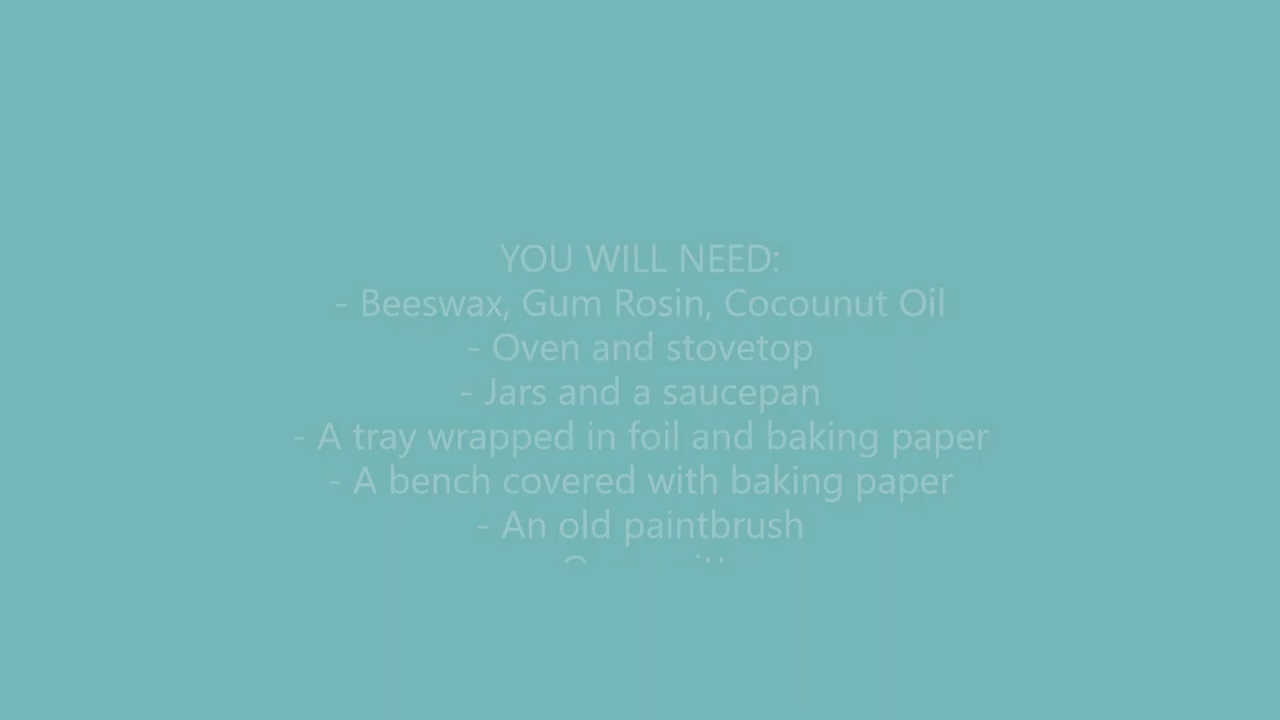 YOU WILL NEED:
- Beeswax, Gum Rosin, Cocounut Oil
- Oven and stovetop
- Jars and a saucepan
- A tray wrapped in foil and baking paper
- A bench covered with baking paper
- An old paintbrush